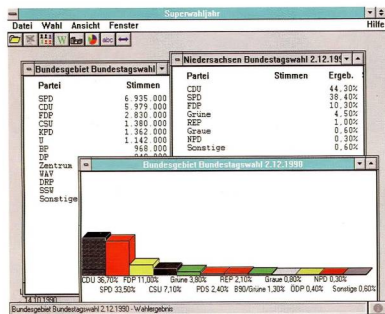 Superwahljahr
Datei Wahl Ansicht Fenster Hilfe
W abc
Bundesgebiet Bundestagswahl
Partei Stimmen
SPD 6.935.000
CDU 5.979.000
FDP 2.830.000
CSU 1.380.000
KPD 1.362.000
U 1.142.000
BP 968.000
DP
Zentrum
WAV
DRP
SSW
Sonstige
Niedersachsen Bundestagswahl 2.12.199
Partei Stimmen Ergeb.
CDU 44,30%
SPD 38,40%
FDP 10,30%
Grüne 4,50%
REP 1,00%
Graue 0,60%
NPD 0,30%
Sonstige 0,60%
Bundesgebiet Bundestagswahl 2.12.1990
CDU 36,70% FDP 11,00% Grüne 3,80% REP 2,10% Graue 0,80% NPD 0,30%
SPD 33,50% CSU 7,10% PDS 2,40% B90/Grüne 1,30% ÖDP 0,40% Sonstige 0,60%
14.10.1990
Bundesgebiet Bundestagswahl 2.12.1990 - Wahlergebnis